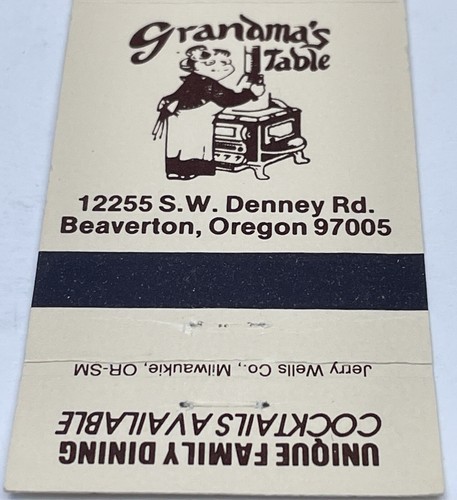 Grandma's
Table
12255 S.W. Denney Rd.
Beaverton, Oregon 97005
Jerry Wells Co., Milwaukie, OR-SM
UNIQUE FAMILY DINING
COCKTAILS AVAILABLE